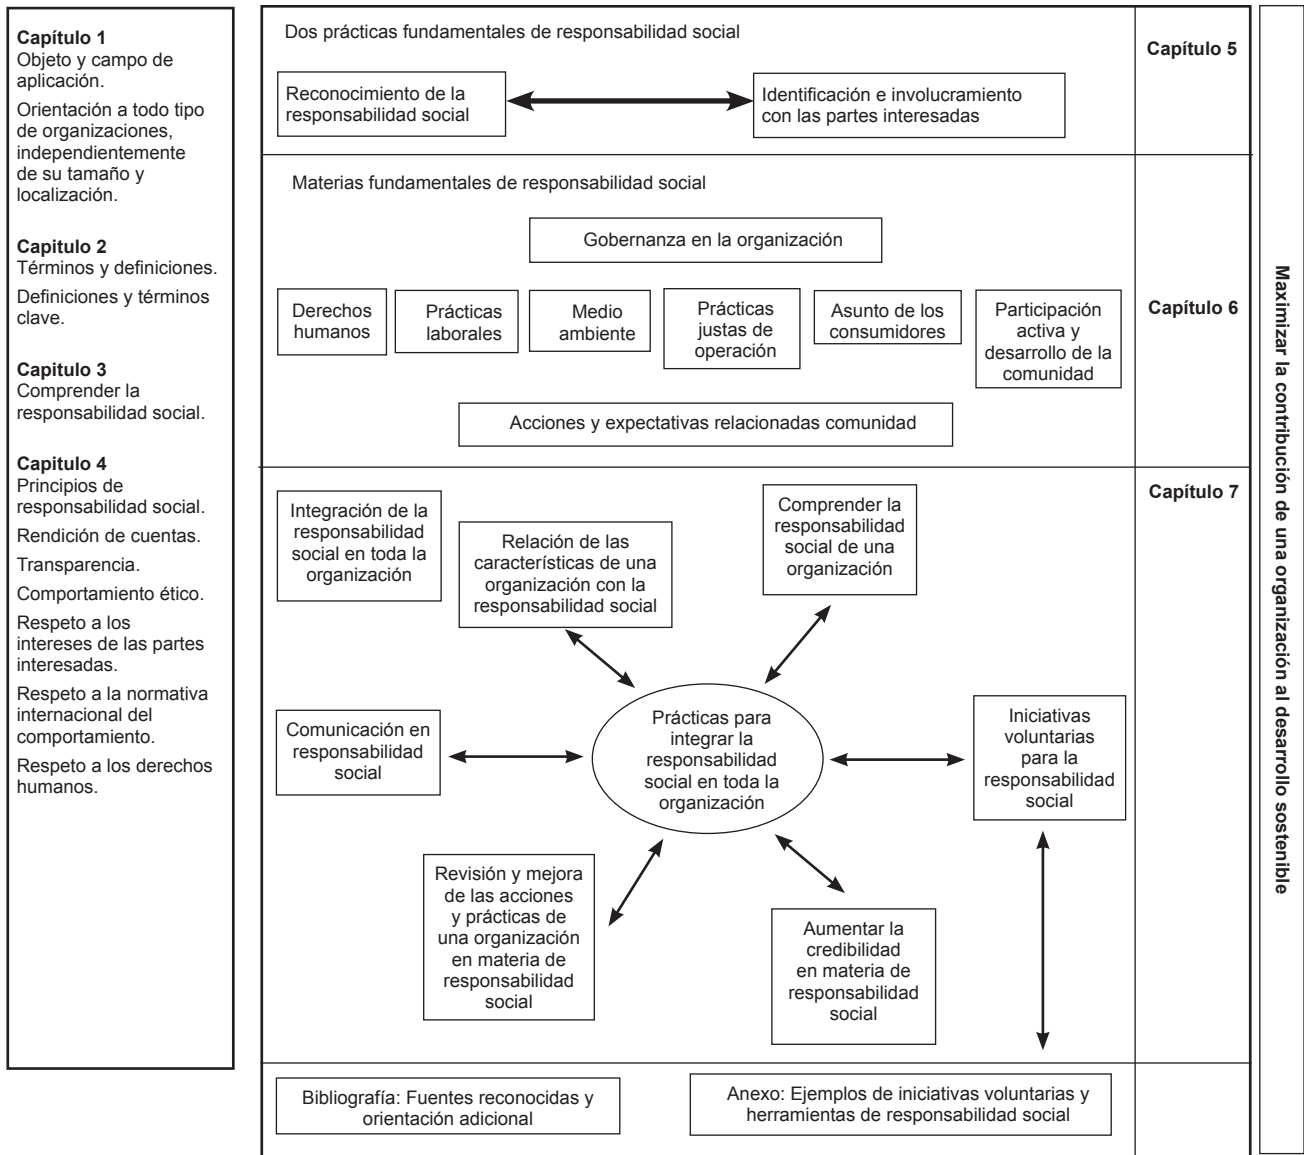 Capítulo 1
Objeto y campo de
aplicación.
Orientación a todo tipo
de organizaciones,
independientemente
de su tamaño y
localización.
Capitulo 2
Términos y definiciones.
Definiciones y términos
clave.
Capitulo 3
Comprender la
responsabilidad social.
Capitulo 4
Principios de
responsabilidad social.
Rendición de cuentas.
Transparencia.
Comportamiento ético.
Respeto a los
intereses de las partes
interesadas.
Respeto a la normativa
internacional del
comportamiento.
Respeto a los derechos
humanos.
Dos prácticas fundamentales de responsabilidad social
Capítulo 5
Reconocimiento de la
responsabilidad social
Identificación e involucramiento
con las partes interesadas
Materias fundamentales de responsabilidad social
Gobernanza en la organización
Capítulo 6
Derechos
humanos
Prácticas
laborales
Medio
ambiente
Prácticas
justas de
operación
Asunto de los
consumidores
Participación
activa y
desarrollo de la
comunidad
Acciones y expectativas relacionadas comunidad
Capítulo 7
Integración de la
responsabilidad
social en toda la
organización
Relación de las
características de una
organización con la
responsabilidad social
Comprender la
responsabilidad
social de una
organización
Comunicación en
responsabilidad
social
Prácticas para
integrar la
responsabilidad
social en toda la
organización
Iniciativas
voluntarias
para la
responsabilidad
social
Revisión y mejora
de las acciones
y prácticas de
una organización
en materia de
responsabilidad
social
Aumentar la
credibilidad
en materia de
responsabilidad
social
Bibliografía: Fuentes reconocidas y
orientación adicional
Anexo: Ejemplos de iniciativas voluntarias y
herramientas de responsabilidad social
Maximizar la contribución de una organización al desarrollo sostenible